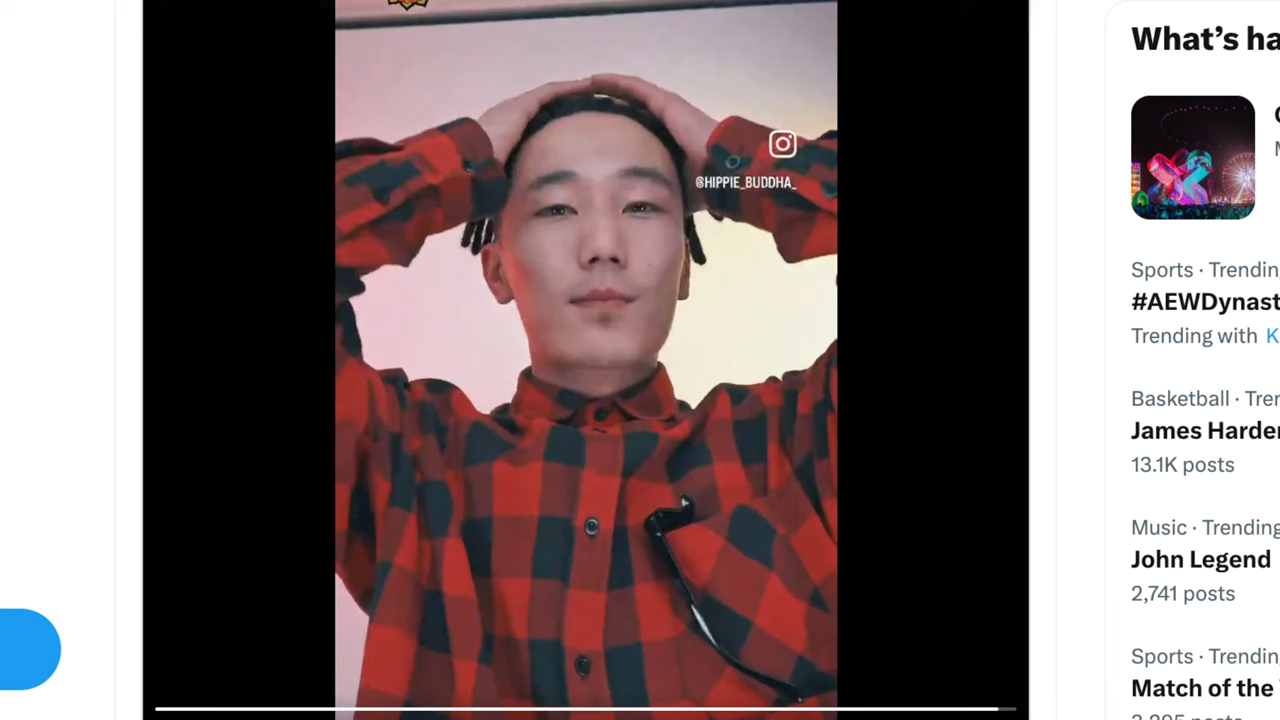 @HIPPIE_BUDDHA_
What's ha
Sports · Trendin
#AEWDynast
Trending with K
Basketball · Tren
James Harden
13.1K posts
Music · Trending
John Legend
2,741 posts
Sports · Trendin
Match of the